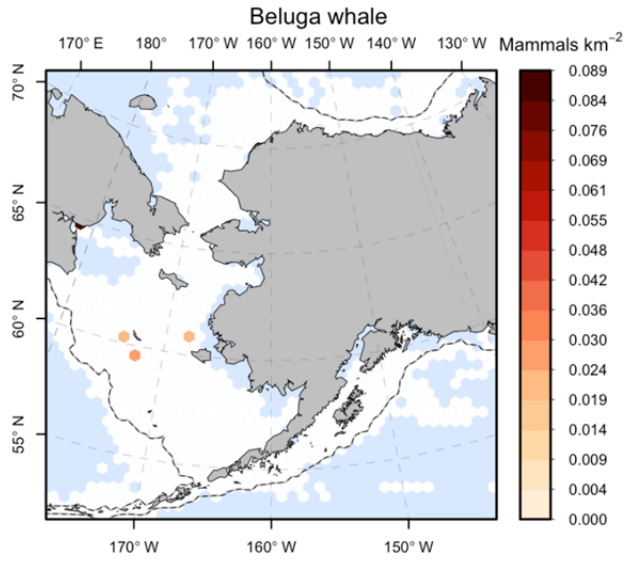 Beluga whale
170° E 180° 170° W 160° W 150° W 140° W 130° W
Mammals km⁻²
70° N
65° N
60° N
55° N
0.089
0.084
0.076
0.069
0.061
0.055
0.048
0.042
0.036
0.030
0.024
0.019
0.014
0.009
0.004
0.000
170° W 160° W 150° W